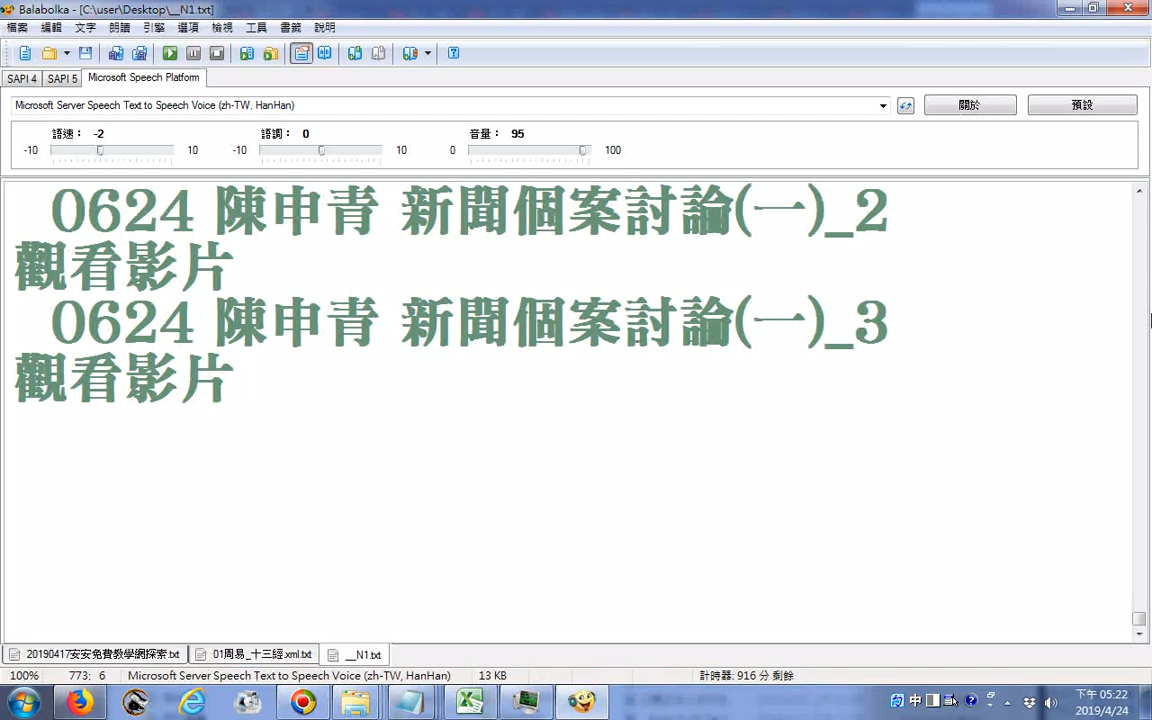 Balabolka - [C:\user\Desktop\__N1.txt]
檔案 編輯 文字 朗讀 引擎 選項 檢視 工具 書籤 說明
SAPI 4 SAPI 5 Microsoft Speech Platform
Microsoft Server Speech Text to Speech Voice (zh-TW, HanHan) 關於 預設
語速： -2 語調： 0 音量： 95
-10 10 -10 10 0 100
0624 陳申青 新聞個案討論(一)_2
觀看影片
0624 陳申青 新聞個案討論(一)_3
觀看影片
20190417安安免費教學網探索.txt 01周易_十三經.xml.txt __N1.txt
100% 773: 6 Microsoft Server Speech Text to Speech Voice (zh-TW, HanHan) 13 KB 計時器: 916 分 剩餘
中 下午 05:22
2019/4/24